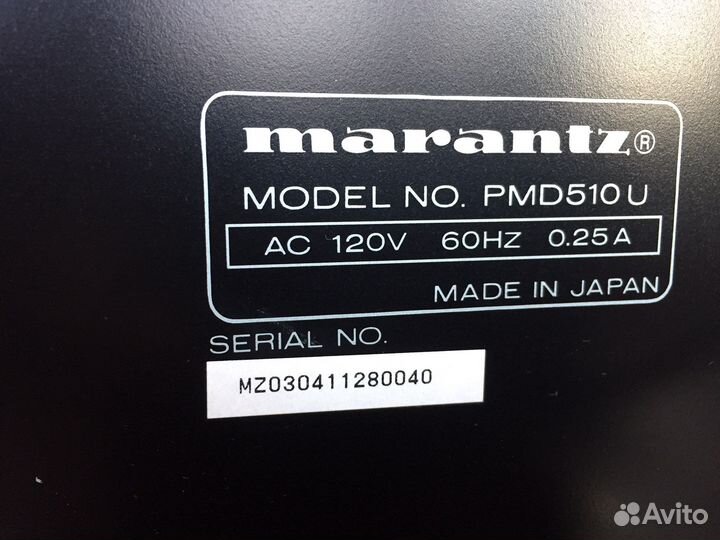 marantz®
MODEL NO. PMD510U
AC 120V 60HZ 0.25A
MADE IN JAPAN
SERIAL NO.
MZ030411280040
Avito